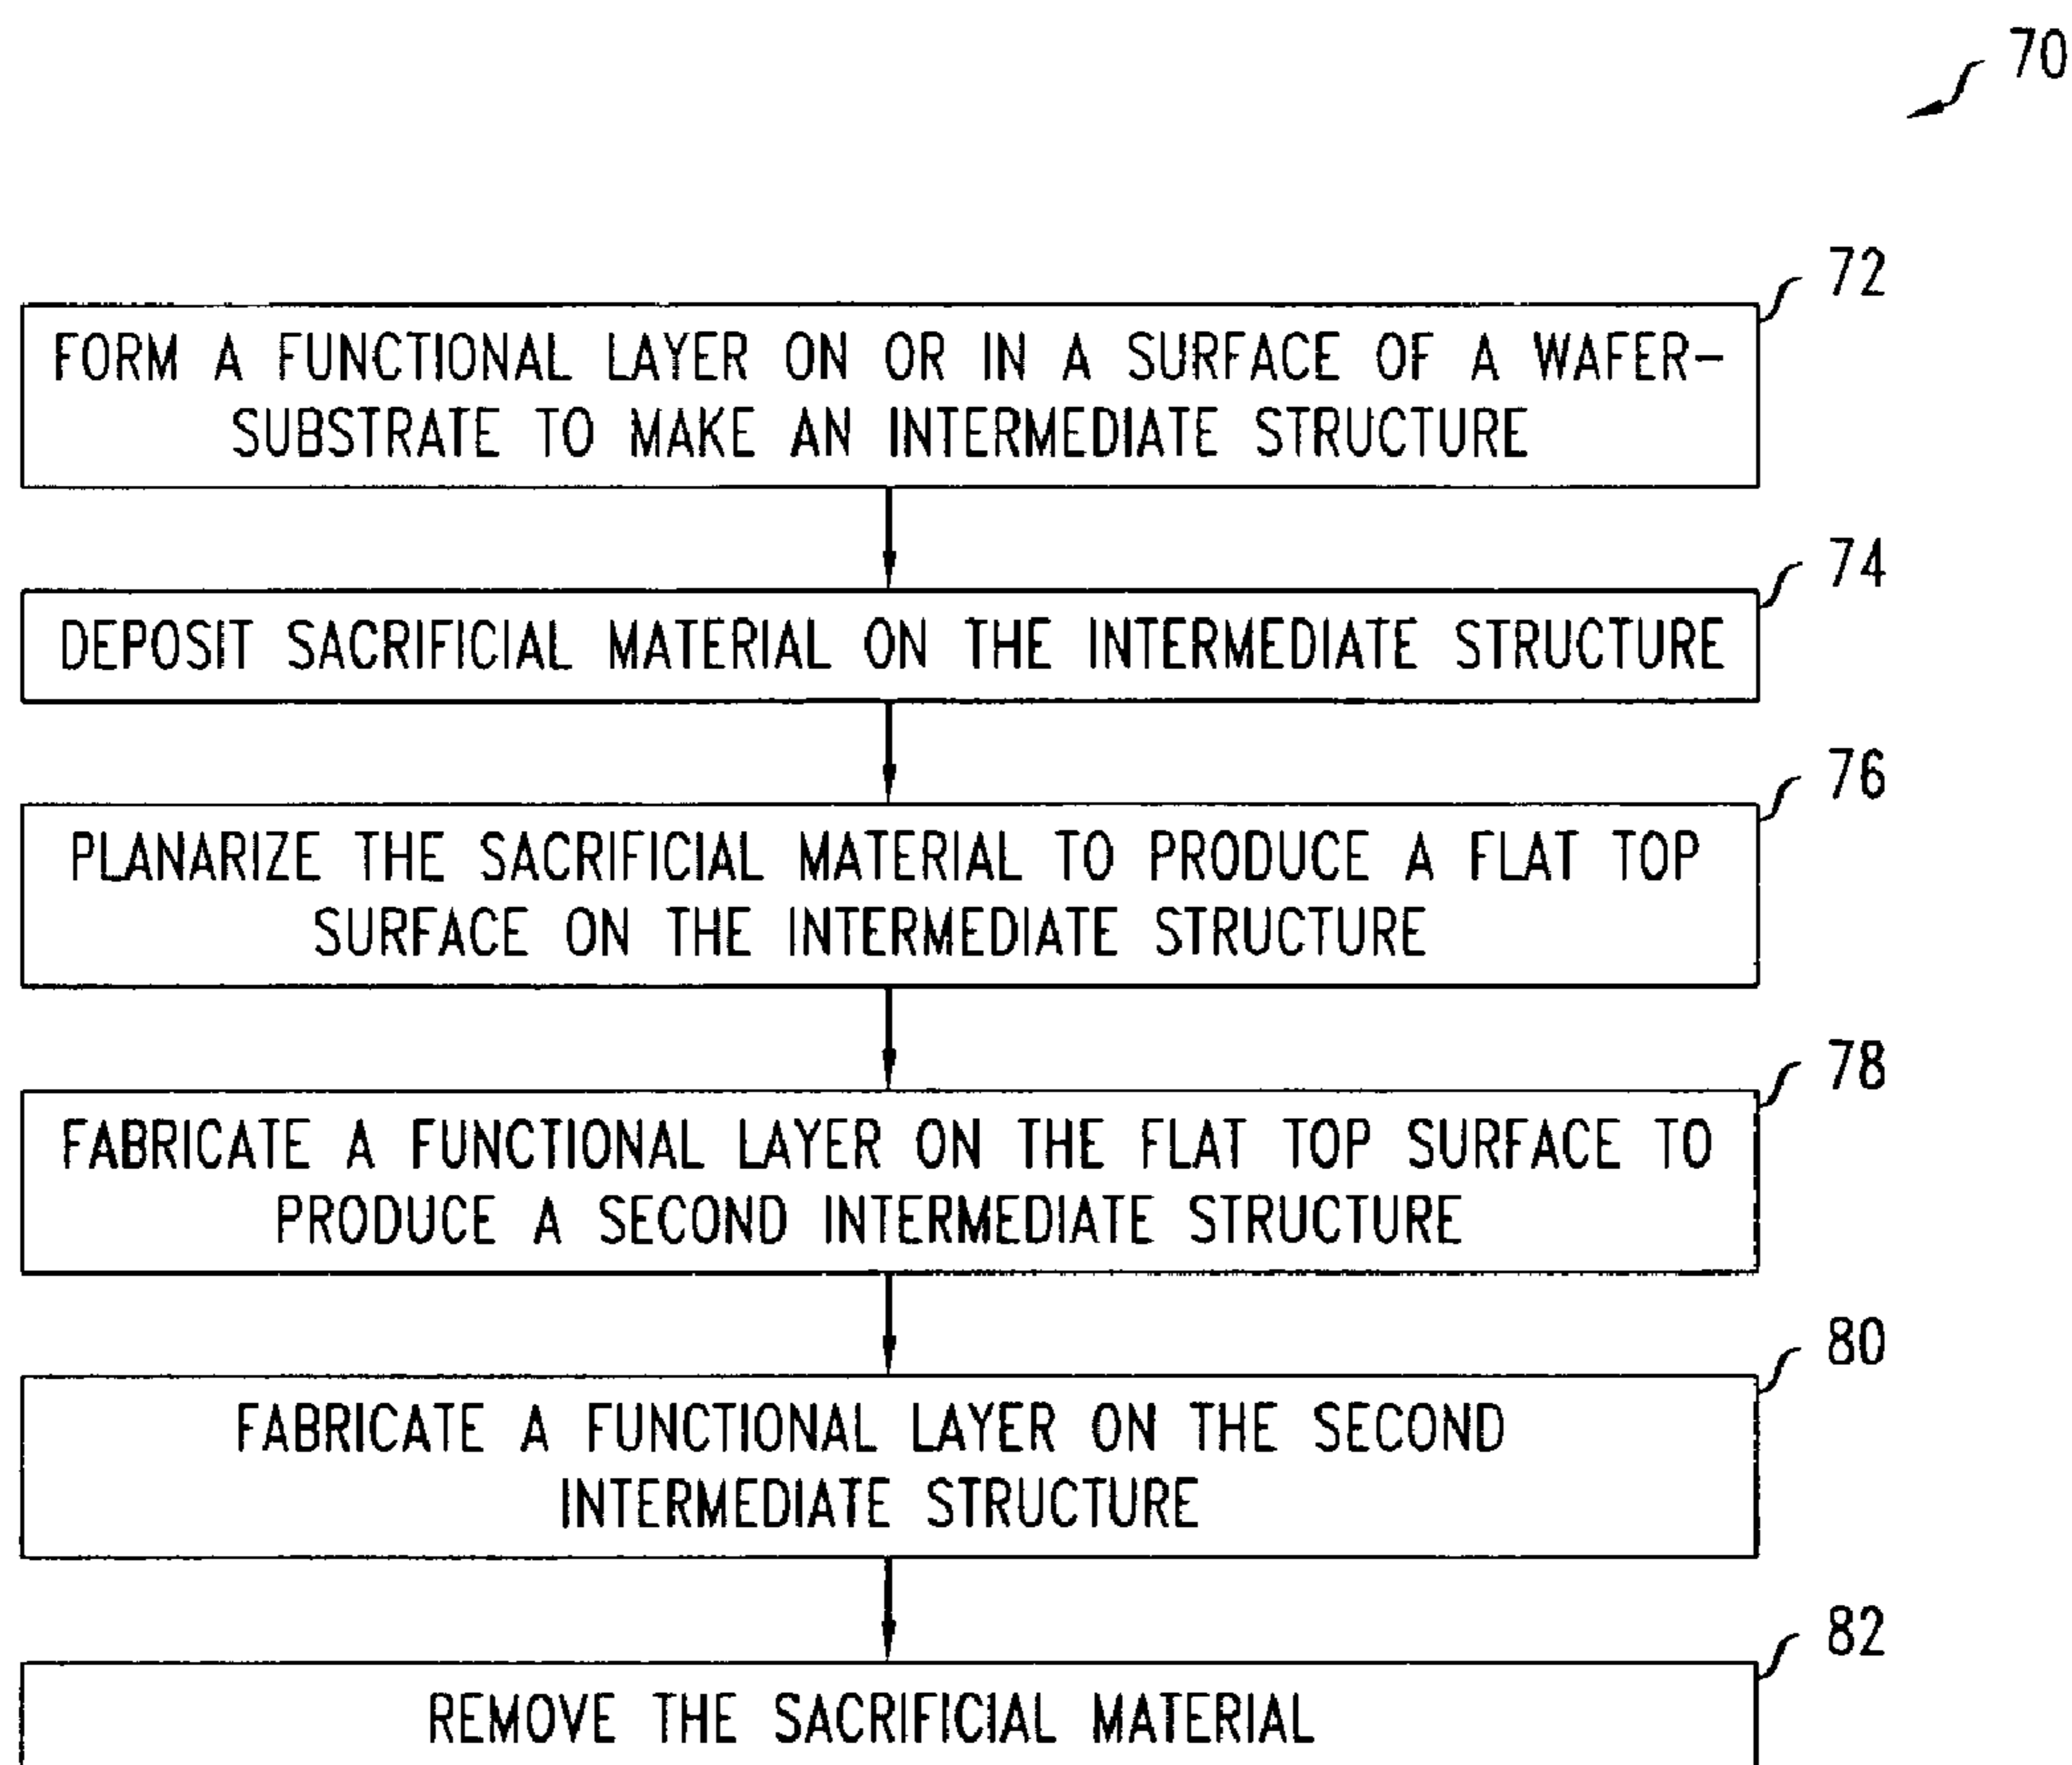 70
72
FORM A FUNCTIONAL LAYER ON OR IN A SURFACE OF A WAFER-
SUBSTRATE TO MAKE AN INTERMEDIATE STRUCTURE
74
DEPOSIT SACRIFICIAL MATERIAL ON THE INTERMEDIATE STRUCTURE
76
PLANARIZE THE SACRIFICIAL MATERIAL TO PRODUCE A FLAT TOP
SURFACE ON THE INTERMEDIATE STRUCTURE
78
FABRICATE A FUNCTIONAL LAYER ON THE FLAT TOP SURFACE TO
PRODUCE A SECOND INTERMEDIATE STRUCTURE
80
FABRICATE A FUNCTIONAL LAYER ON THE SECOND
INTERMEDIATE STRUCTURE
82
REMOVE THE SACRIFICIAL MATERIAL